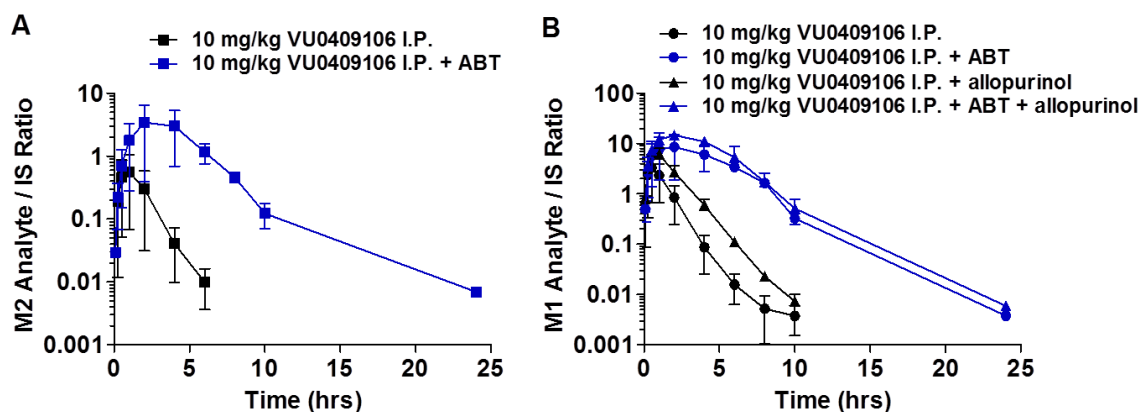 A
10 mg/kg VU0409106 I.P.
10 mg/kg VU0409106 I.P. + ABT
M2 Analyte / IS Ratio
10
1
0.1
0.01
0.001
0 5 10 15 20 25
Time (hrs)
B
10 mg/kg VU0409106 I.P.
10 mg/kg VU0409106 I.P. + ABT
10 mg/kg VU0409106 I.P. + allopurinol
10 mg/kg VU0409106 I.P. + ABT + allopurinol
M1 Analyte / IS Ratio
100
10
1
0.1
0.01
0.001
0 5 10 15 20 25
Time (hrs)